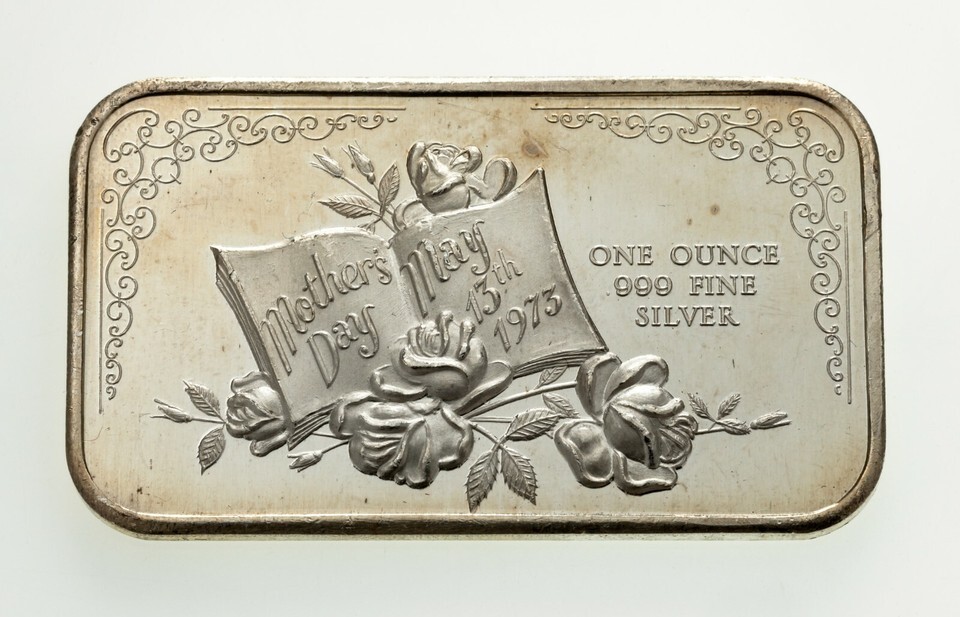 Mother's
Day
May
13th
1973
ONE OUNCE
.999 FINE
SILVER